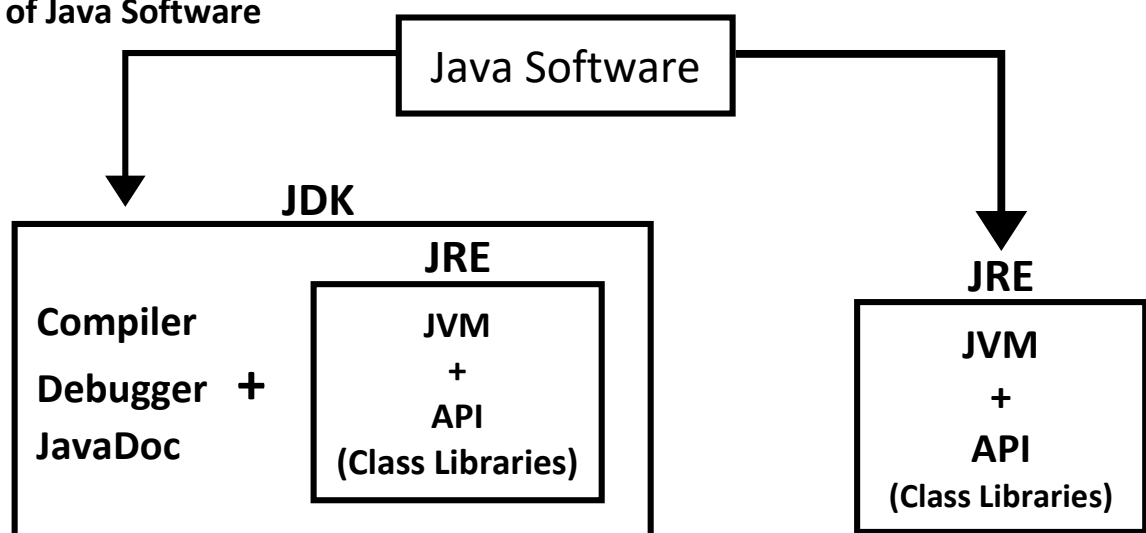 of Java Software
Java Software
JDK
Compiler
Debugger +
JavaDoc
JRE
JVM
+
API
(Class Libraries)
JRE
JVM
+
API
(Class Libraries)